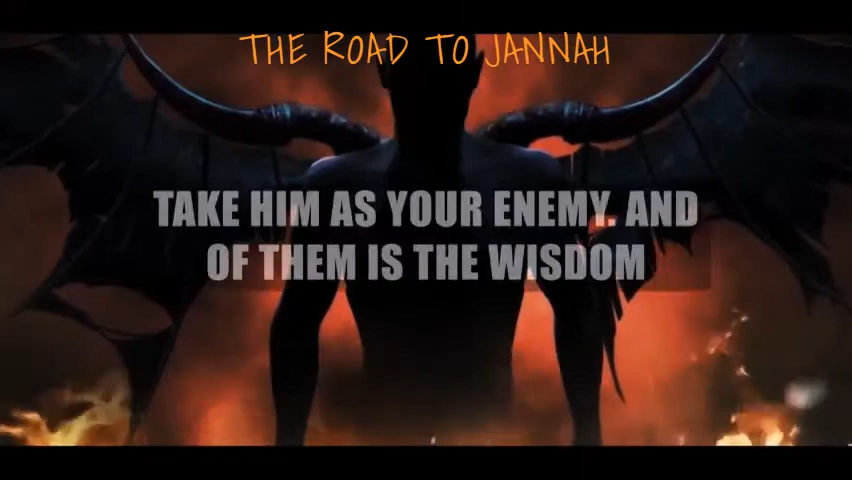 THE ROAD TO JANNAH
TAKE HIM AS YOUR ENEMY. AND
OF THEM IS THE WISDOM